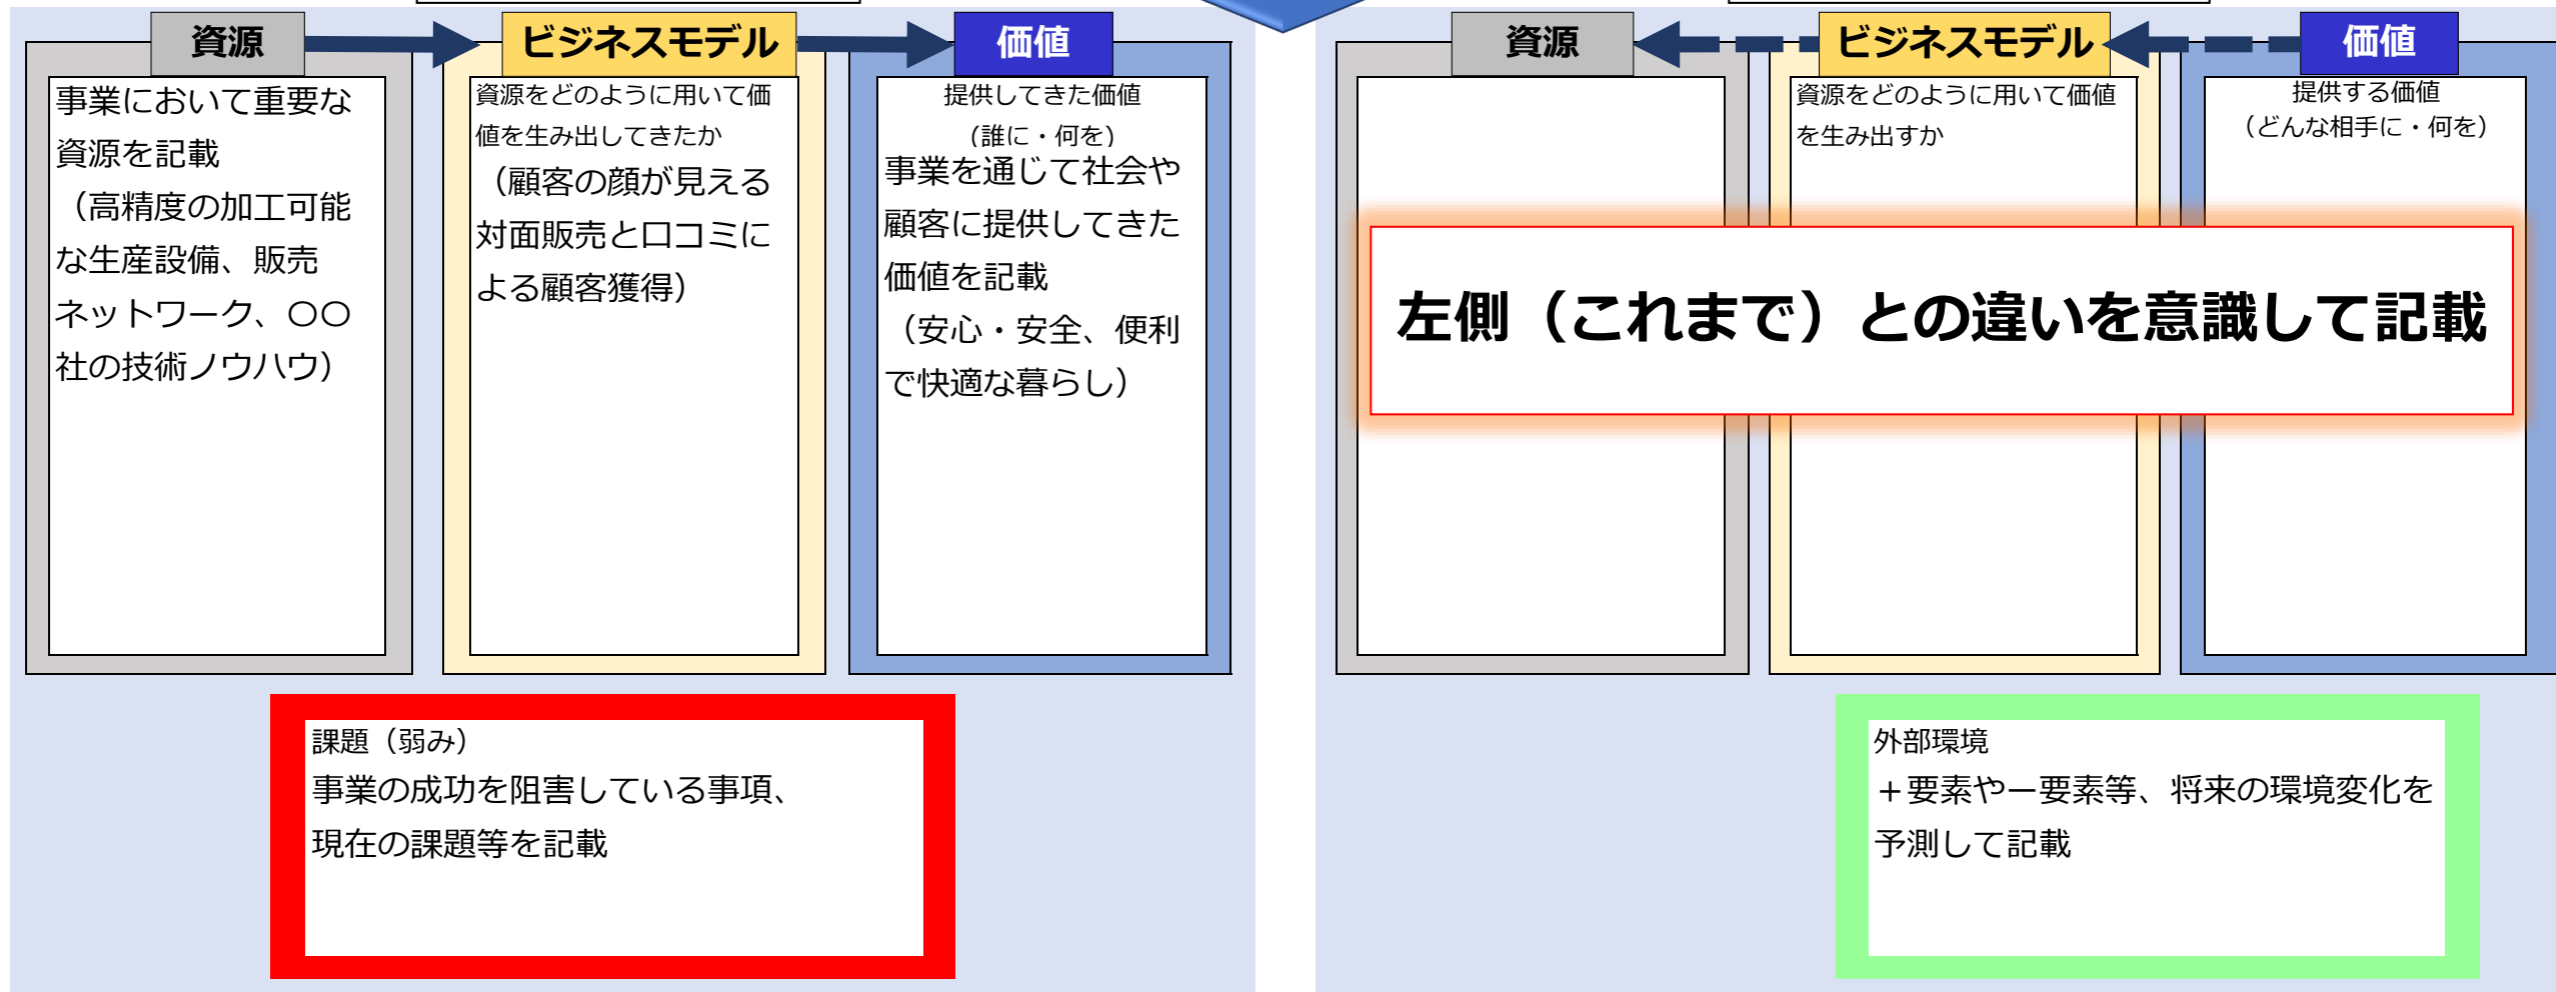 資源
ビジネスモデル
価値
事業において重要な
資源を記載
（高精度の加工可能
な生産設備、販売
ネットワーク、〇〇
社の技術ノウハウ）
資源をどのように用いて価
値を生み出してきたか
（顧客の顔が見える
対面販売と口コミに
よる顧客獲得）
提供してきた価値
（誰に・何を）
事業を通じて社会や
顧客に提供してきた
価値を記載
（安心・安全、便利
で快適な暮らし）
課題（弱み）
事業の成功を阻害している事項、
現在の課題等を記載
資源
ビジネスモデル
価値
資源をどのように用いて価値
を生み出すか
提供する価値
（どんな相手に・何を）
左側（これまで）との違いを意識して記載
外部環境
＋要素やー要素等、将来の環境変化を
予測して記載